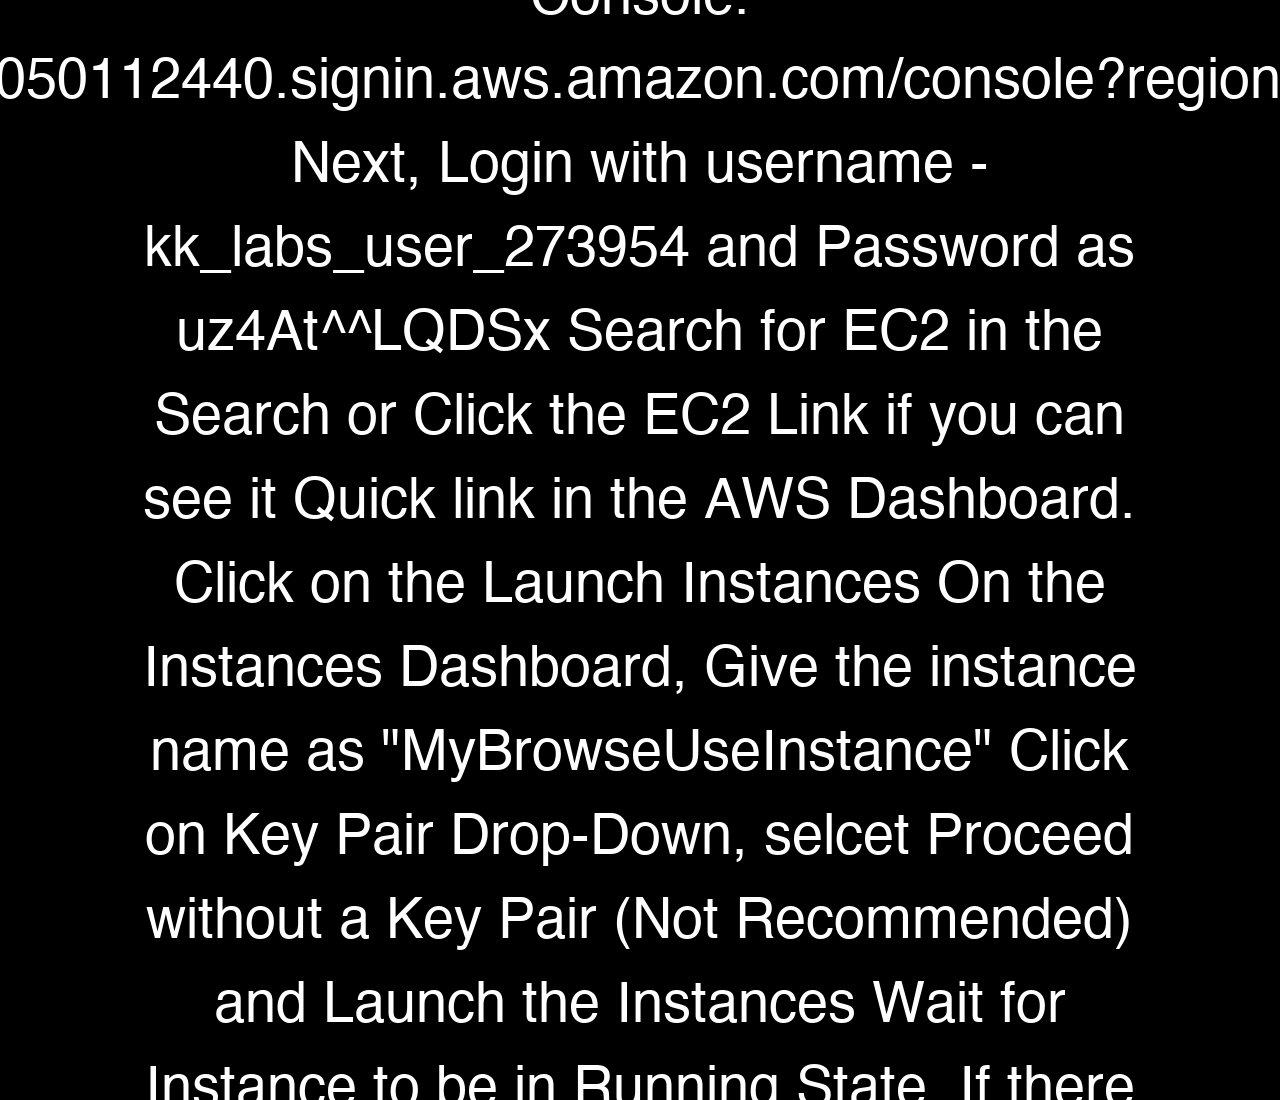 Console:
050112440.signin.aws.amazon.com/console?region
Next, Login with username -
kk_labs_user_273954 and Password as
uz4At^^LQDSx Search for EC2 in the
Search or Click the EC2 Link if you can
see it Quick link in the AWS Dashboard.
Click on the Launch Instances On the
Instances Dashboard, Give the instance
name as "MyBrowseUseInstance" Click
on Key Pair Drop-Down, selcet Proceed
without a Key Pair (Not Recommended)
and Launch the Instances Wait for
Instance to be in Running State. If there